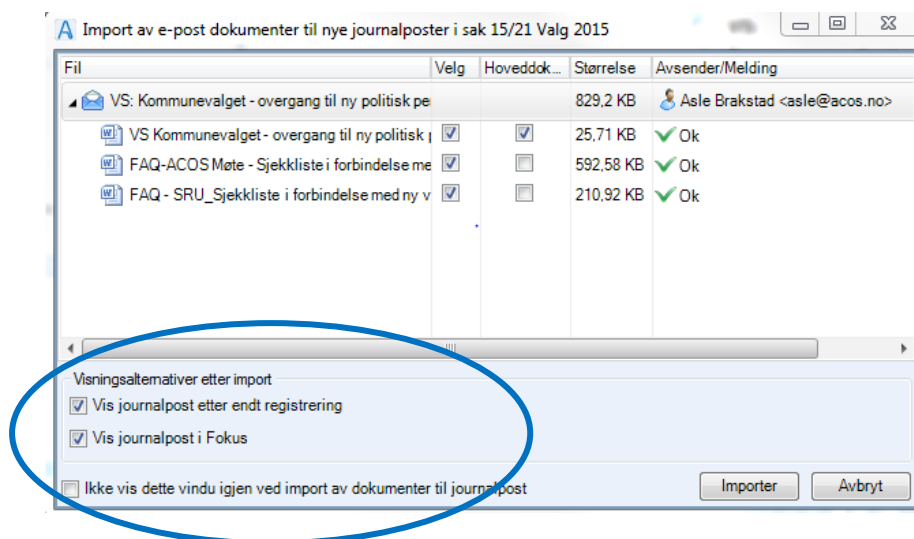 Import av e-post dokumenter til nye journalposter i sak 15/21 Valg 2015
Fil Velg Hoveddok... Størrelse Avsender/Melding
VS: Kommunevalget - overgang til ny politisk pe 829,2 KB Asle Brakstad <asle@acos.no>
VS Kommunevalget - overgang til ny politisk 25,71 KB Ok
FAQ-ACOS Møte - Sjekkliste i forbindelse me 592,58 KB Ok
FAQ - SRU_Sjekkliste i forbindelse med ny v 210,92 KB Ok
Visningsalternativer etter import
Vis journalpost etter endt registrering
Vis journalpost i Fokus
Ikke vis dette vindu igjen ved import av dokumenter til journalpost Importer Avbryt